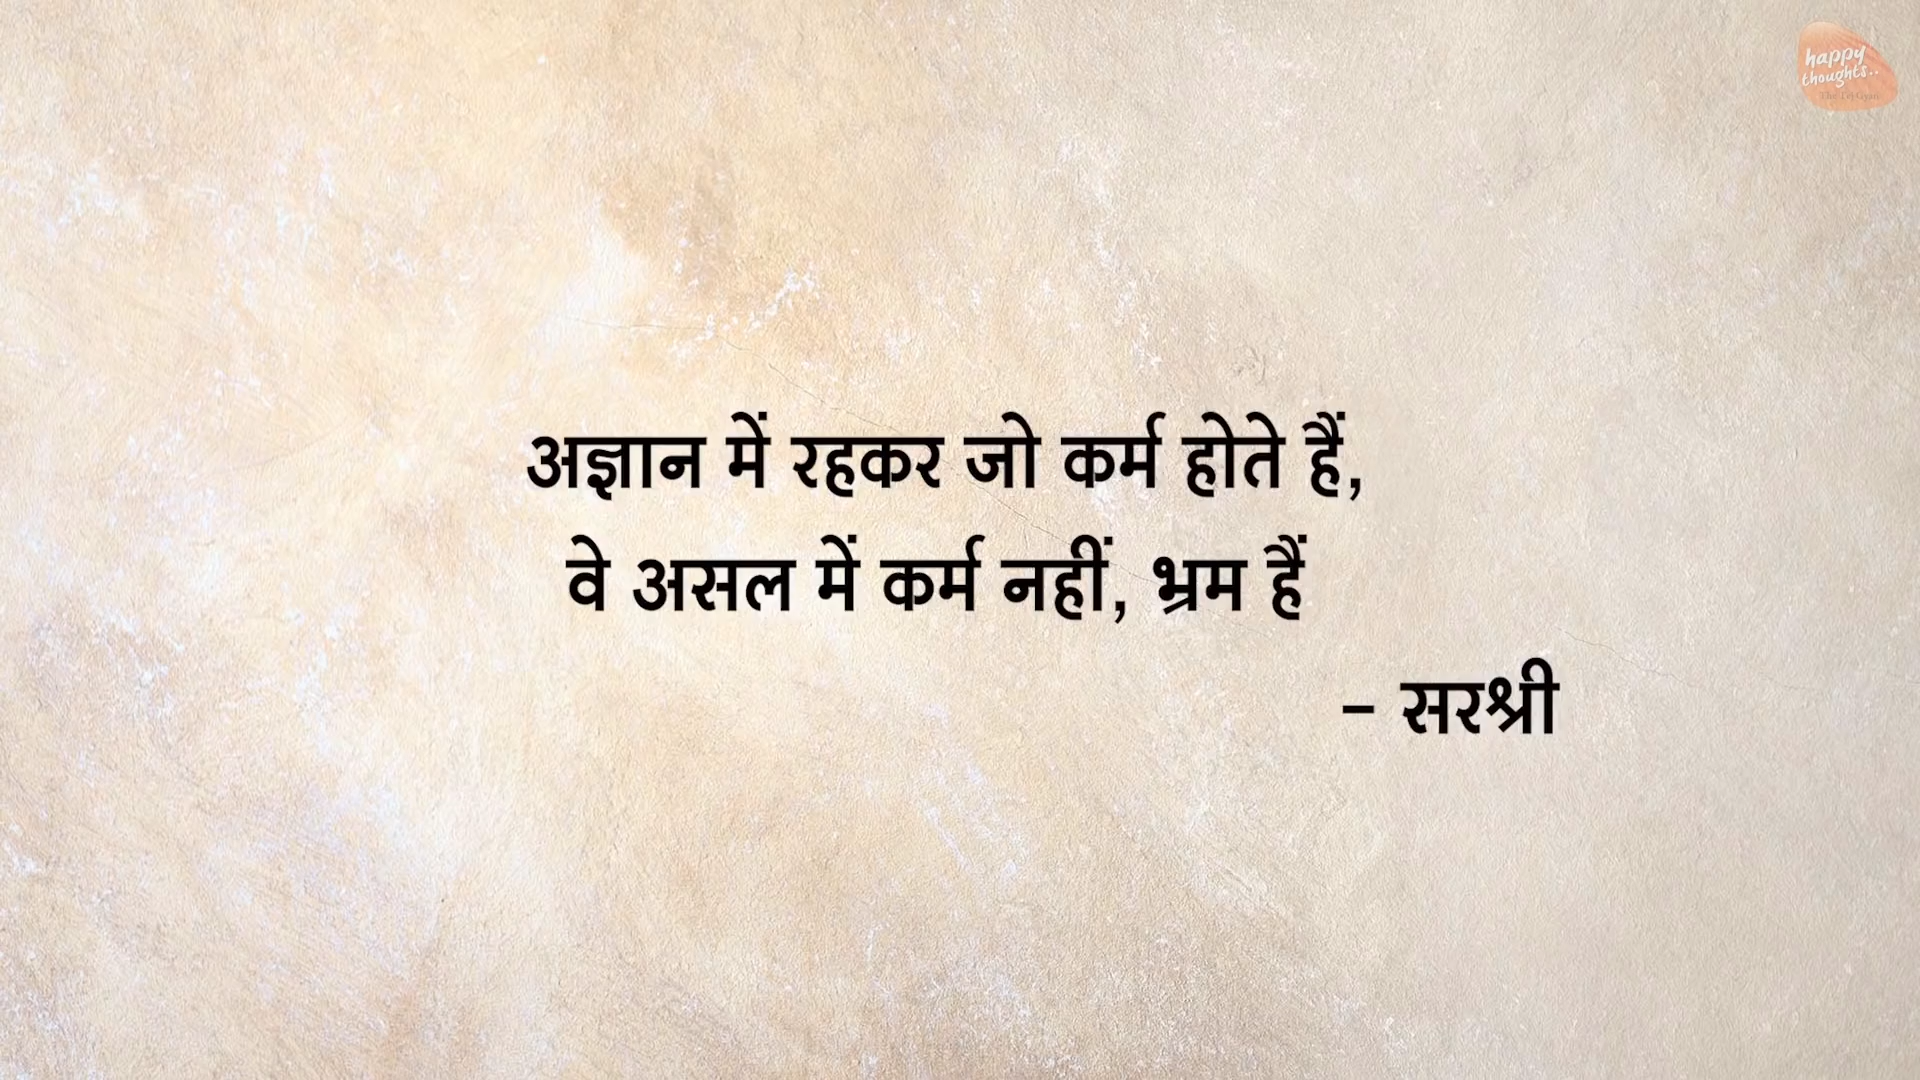 happy
thoughts..
अज्ञान में रहकर जो कर्म होते हैं,
वे असल में कर्म नहीं, भ्रम हैं
– सरश्री